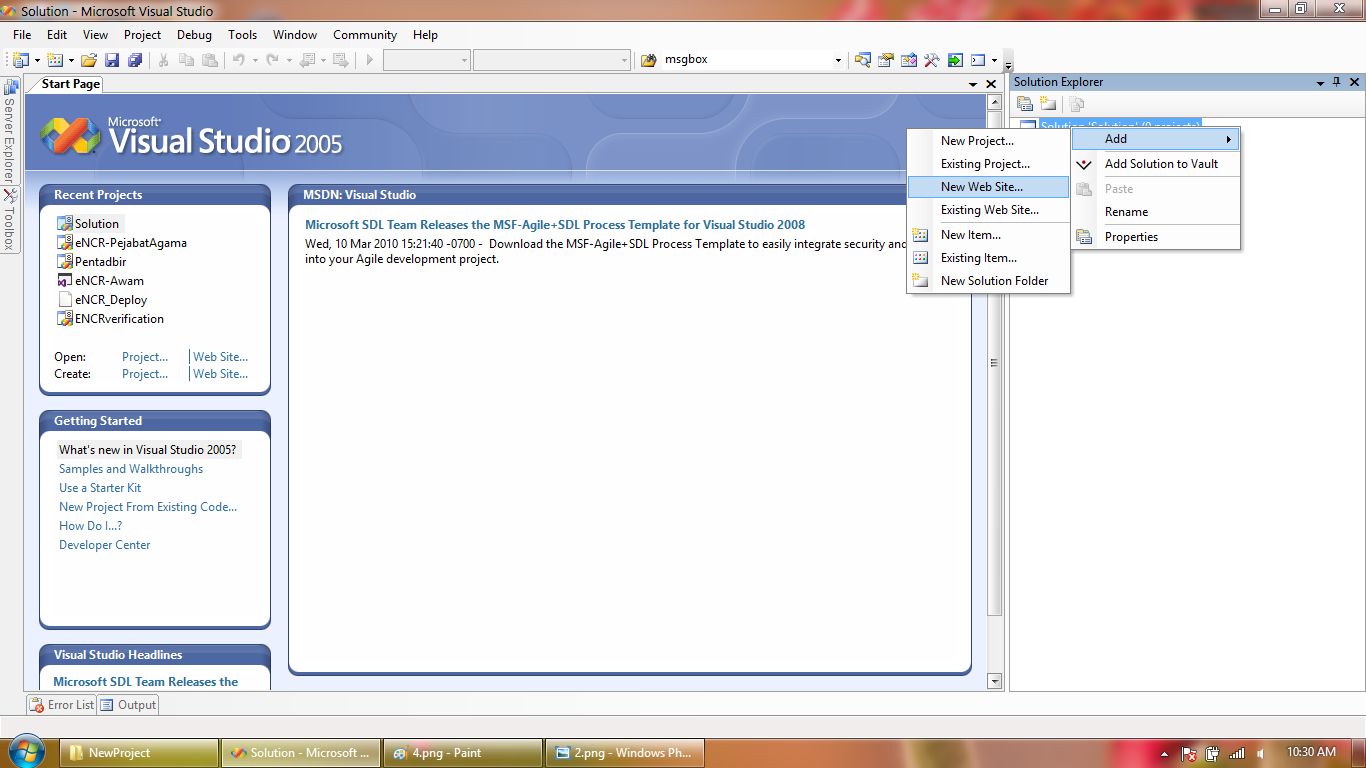 Solution - Microsoft Visual Studio
File Edit View Project Debug Tools Window Community Help
msgbox
Server Explorer
Toolbox
Start Page
Microsoft®
Visual Studio 2005
Recent Projects
Solution
eNCR-PejabatAgama
Pentadbir
eNCR-Awam
eNCR_Deploy
ENCRverification
Open: Project... Web Site...
Create: Project... Web Site...
Getting Started
What's new in Visual Studio 2005?
Samples and Walkthroughs
Use a Starter Kit
New Project From Existing Code...
How Do I...?
Developer Center
Visual Studio Headlines
Microsoft SDL Team Releases the
MSDN: Visual Studio
Microsoft SDL Team Releases the MSF-Agile+SDL Process Template for Visual Studio 2008
Wed, 10 Mar 2010 15:21:40 -0700 - Download the MSF-Agile+SDL Process Template to easily integrate security and
into your Agile development project.
Solution Explorer
Solution 'Solution' (0 projects)
Add
Add Solution to Vault
Paste
Rename
Properties
New Project...
Existing Project...
New Web Site...
Existing Web Site...
New Item...
Existing Item...
New Solution Folder
Error List Output
NewProject
Solution - Microsoft ...
4.png - Paint
2.png - Windows Ph...
10:30 AM